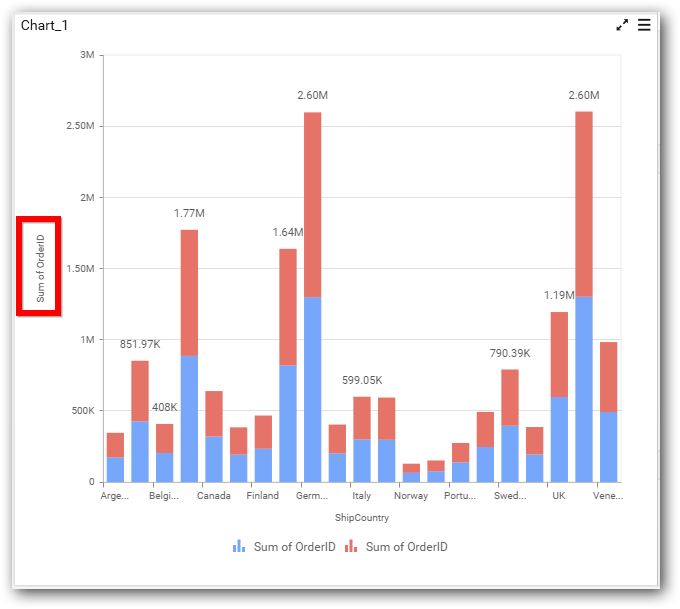 Chart_1
3M
2.50M
2M
1.50M
1M
500K
0
Sum of OrderID
851.97K
408K
1.77M
1.64M
2.60M
599.05K
790.39K
1.19M
2.60M
Arge... Belgi... Canada Finland Germ... Italy Norway Portu... Swed... UK Vene...
ShipCountry
Sum of OrderID Sum of OrderID